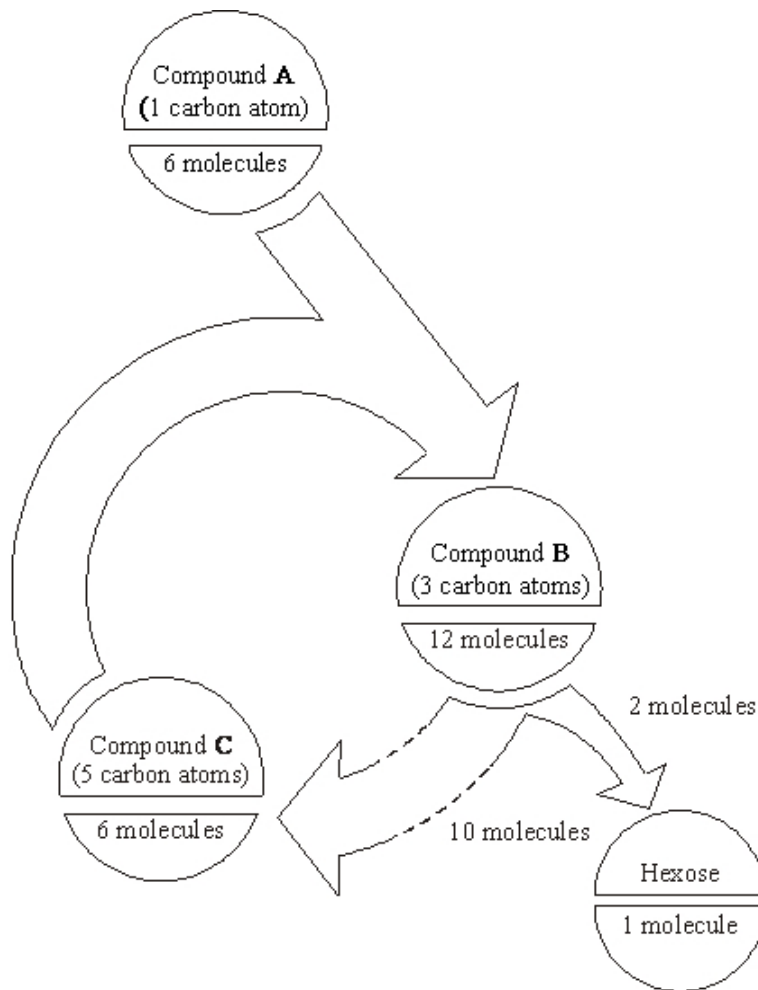 Compound A
(1 carbon atom)
6 molecules
Compound B
(3 carbon atoms)
12 molecules
2 molecules
Compound C
(5 carbon atoms)
6 molecules
10 molecules
Hexose
1 molecule